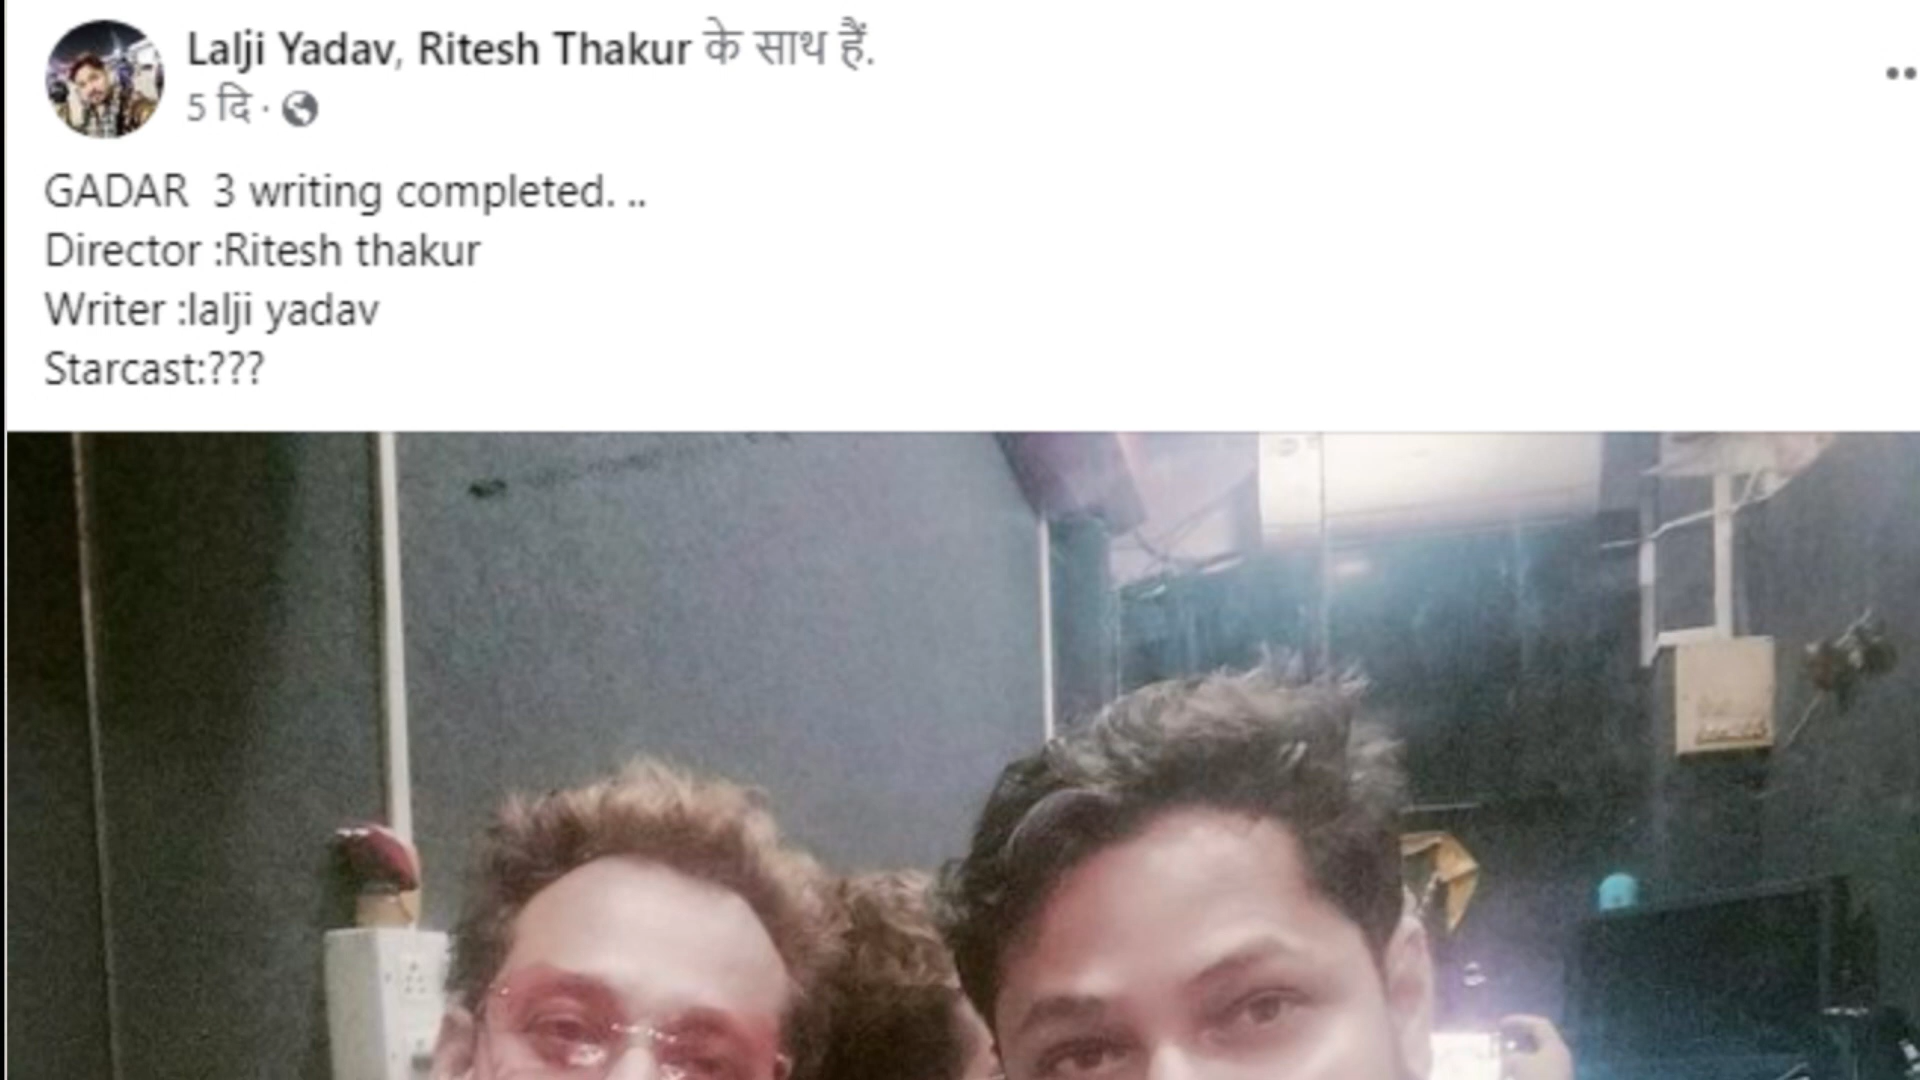 Lalji Yadav, Ritesh Thakur के साथ हैं.
5 दि ·
GADAR 3 writing completed. ..
Director :Ritesh thakur
Writer :lalji yadav
Starcast:???